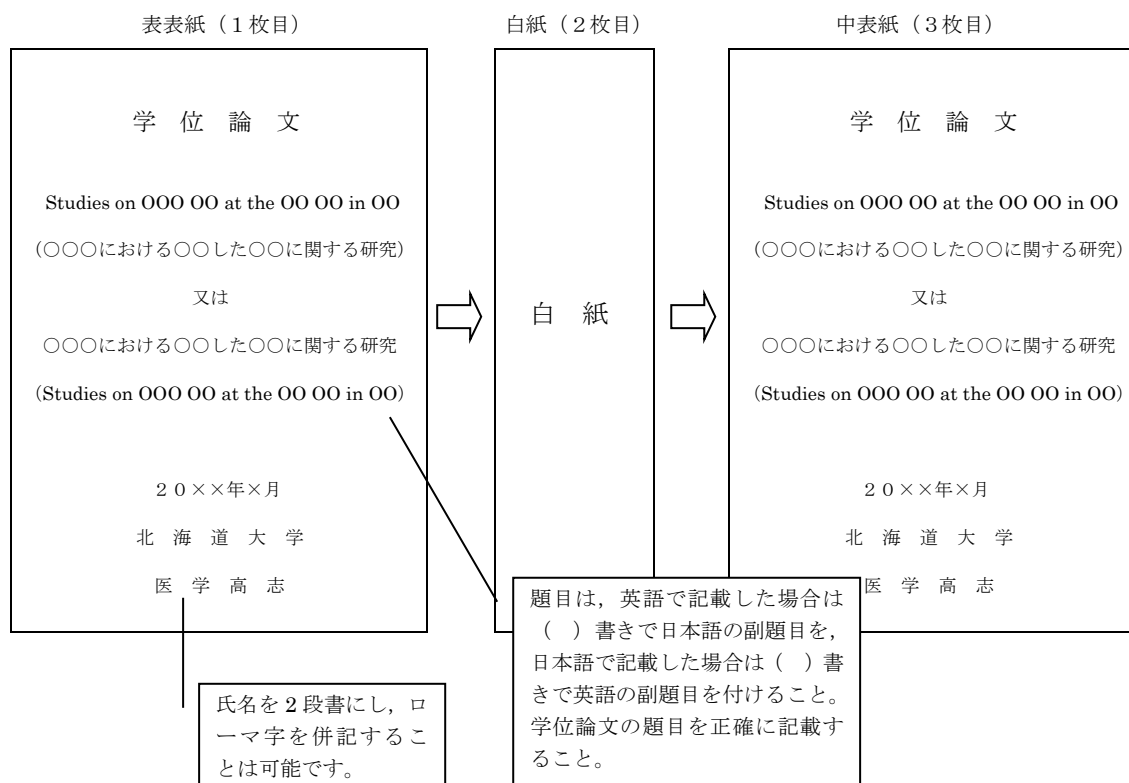 表表紙(1枚目)
学 位 論 文
Studies on OOO OO at the OO OO in OO
(○○○における○○した○○に関する研究)
又は
○○○における○○した○○に関する研究
(Studies on OOO OO at the OO OO in OO)
20××年×月
北 海 道 大 学
医 学 高 志
氏名を2段書にし,ロ
ーマ字を併記するこ
とは可能です。
白紙(2枚目)
白 紙
中表紙(3枚目)
学 位 論 文
Studies on OOO OO at the OO OO in OO
(○○○における○○した○○に関する研究)
又は
○○○における○○した○○に関する研究
(Studies on OOO OO at the OO OO in OO)
20××年×月
北 海 道 大 学
医 学 高 志
題目は,英語で記載した場合は
( )書きで日本語の副題目を,
日本語で記載した場合は( )書
きで英語の副題目を付けること。
学位論文の題目を正確に記載す
ること。